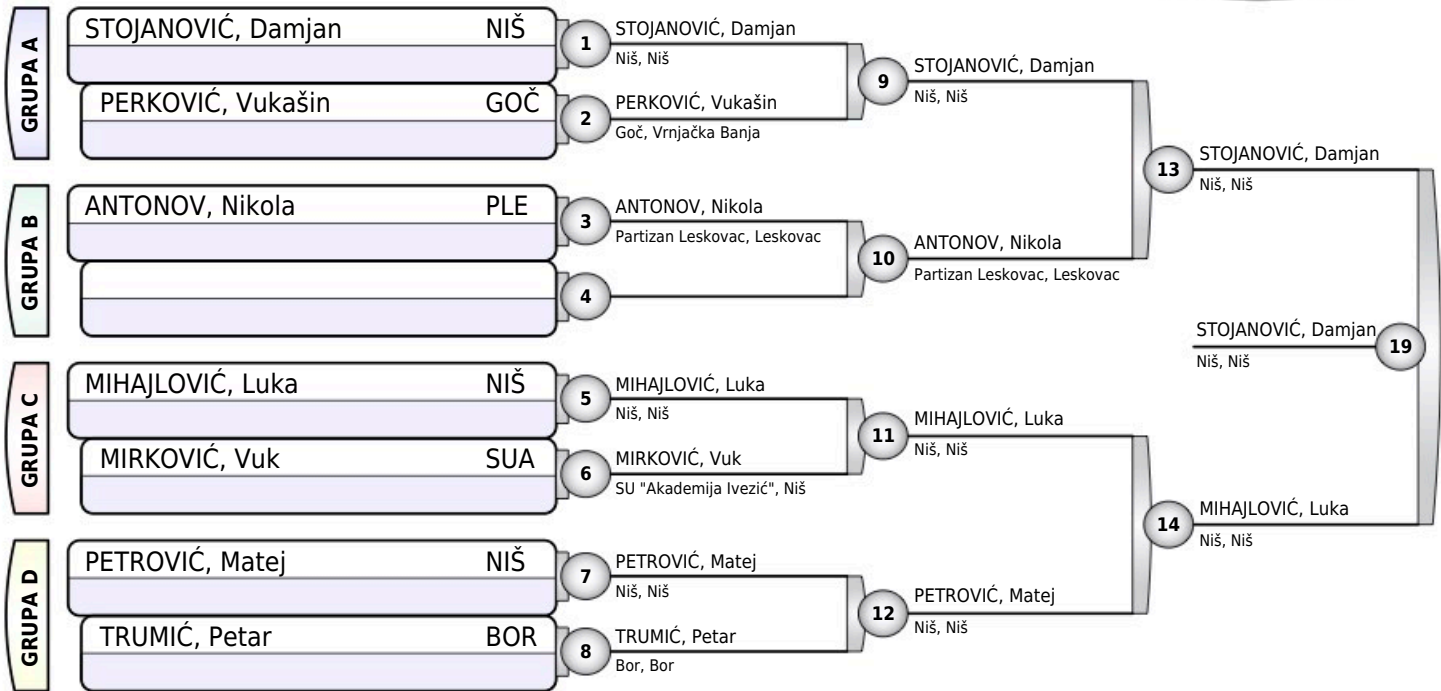 GRUPA A
STOJANOVIĆ, Damjan NIŠ
PERKOVIĆ, Vukašin GOČ
GRUPA B
ANTONOV, Nikola PLE
GRUPA C
MIHAJLOVIĆ, Luka NIŠ
MIRKOVIĆ, Vuk SUA
GRUPA D
PETROVIĆ, Matej NIŠ
TRUMIĆ, Petar BOR
1
STOJANOVIĆ, Damjan
Niš, Niš
2
PERKOVIĆ, Vukašin
Goč, Vrnjačka Banja
3
ANTONOV, Nikola
Partizan Leskovac, Leskovac
4
5
MIHAJLOVIĆ, Luka
Niš, Niš
6
MIRKOVIĆ, Vuk
SU "Akademija Ivezić", Niš
7
PETROVIĆ, Matej
Niš, Niš
8
TRUMIĆ, Petar
Bor, Bor
9
STOJANOVIĆ, Damjan
Niš, Niš
10
ANTONOV, Nikola
Partizan Leskovac, Leskovac
11
MIHAJLOVIĆ, Luka
Niš, Niš
12
PETROVIĆ, Matej
Niš, Niš
13
STOJANOVIĆ, Damjan
Niš, Niš
14
MIHAJLOVIĆ, Luka
Niš, Niš
STOJANOVIĆ, Damjan
Niš, Niš
19